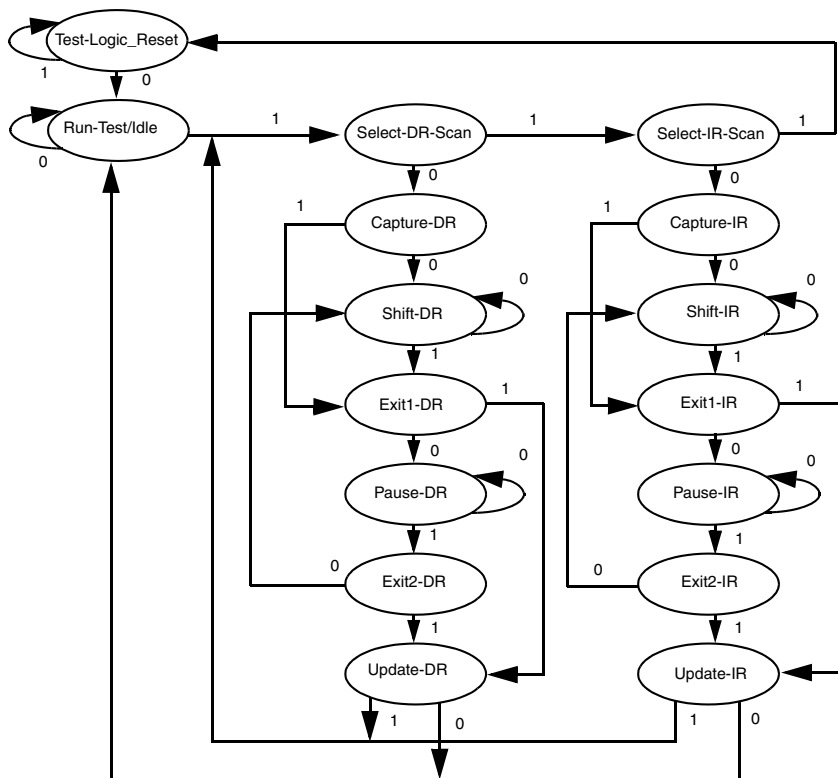 Test-Logic_Reset
1
0
Run-Test/Idle
0
1
Select-DR-Scan
1
Select-IR-Scan
1
0
0
1
Capture-DR
1
Capture-IR
0
0
0
0
Shift-DR
Shift-IR
1
1
Exit1-DR
1
Exit1-IR
1
0
0
0
0
Pause-DR
Pause-IR
1
1
0
Exit2-DR
0
Exit2-IR
1
1
Update-DR
Update-IR
1
0
1
0